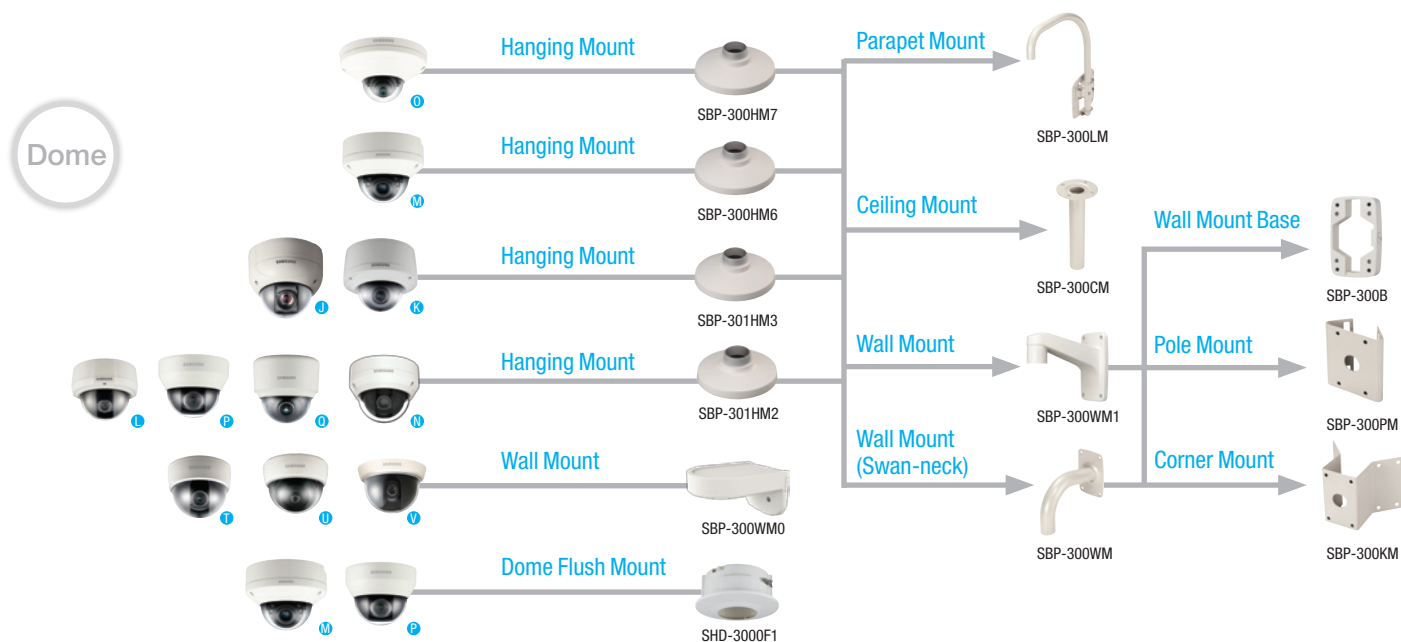 Dome
Hanging Mount
SBP-300HM7
O
Hanging Mount
SBP-300HM6
M
Hanging Mount
SBP-301HM3
J
K
Hanging Mount
SBP-301HM2
L
P
Q
N
Wall Mount
SBP-300WM0
T
U
V
Dome Flush Mount
SHD-3000F1
M
P
Parapet Mount
SBP-300LM
Ceiling Mount
SBP-300CM
Wall Mount
SBP-300WM1
Wall Mount
(Swan-neck)
SBP-300WM
Wall Mount Base
SBP-300B
Pole Mount
SBP-300PM
Corner Mount
SBP-300KM